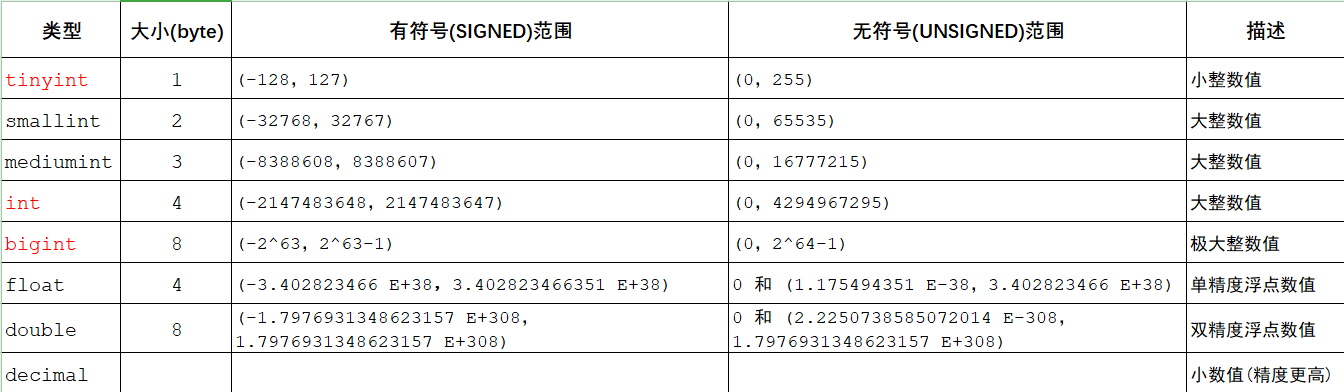 类型 大小(byte) 有符号(SIGNED)范围 无符号(UNSIGNED)范围 描述
tinyint 1 (-128，127) (0，255) 小整数值
smallint 2 (-32768，32767) (0，65535) 大整数值
mediumint 3 (-8388608，8388607) (0，16777215) 大整数值
int 4 (-2147483648，2147483647) (0，4294967295) 大整数值
bigint 8 (-2^63，2^63-1) (0，2^64-1) 极大整数值
float 4 (-3.402823466 E+38，3.402823466351 E+38) 0 和 (1.175494351 E-38，3.402823466 E+38) 单精度浮点数值
double 8 (-1.7976931348623157 E+308，
1.7976931348623157 E+308) 0 和 (2.2250738585072014 E-308，
1.7976931348623157 E+308) 双精度浮点数值
decimal 小数值(精度更高)